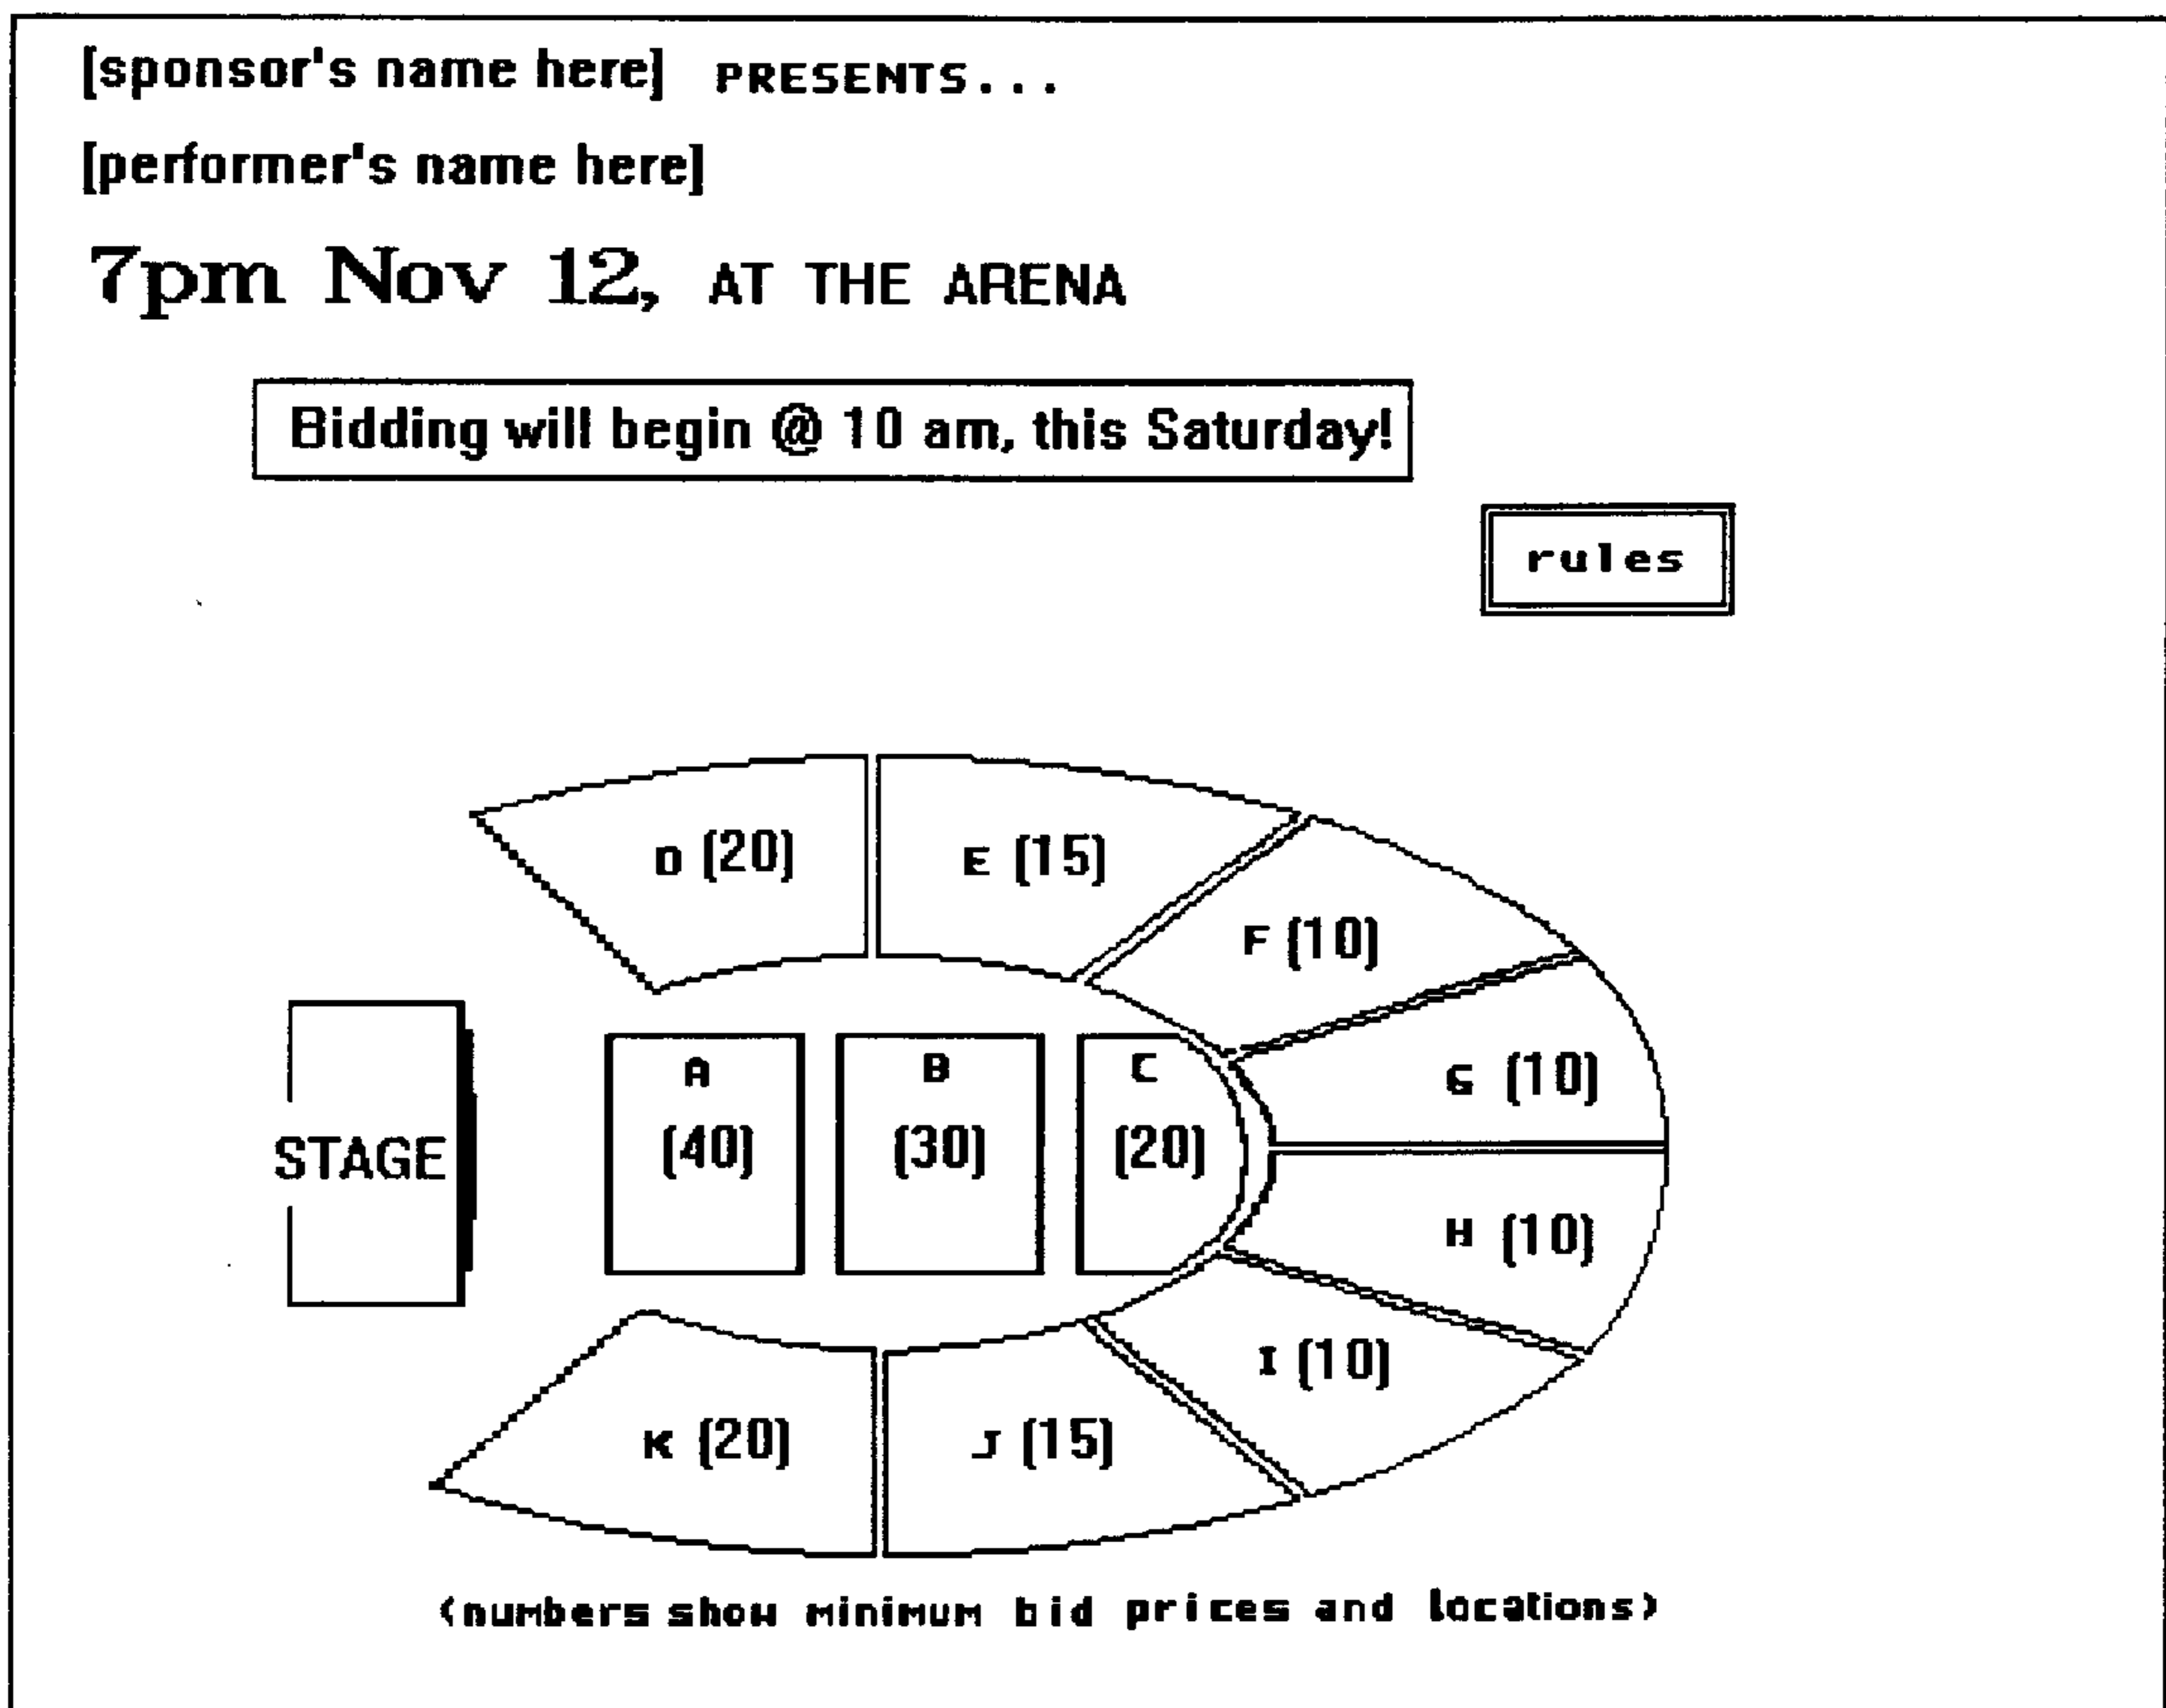 [sponsor's name here] PRESENTS...
[performer's name here]
7pm Nov 12, AT THE ARENA
Bidding will begin @ 10 am, this Saturday!
rules
D (20)
E (15)
F (10)
G (10)
A
(40)
B
(30)
C
(20)
STAGE
H (10)
I (10)
K (20)
J (15)
(numbers show minimum bid prices and locations)